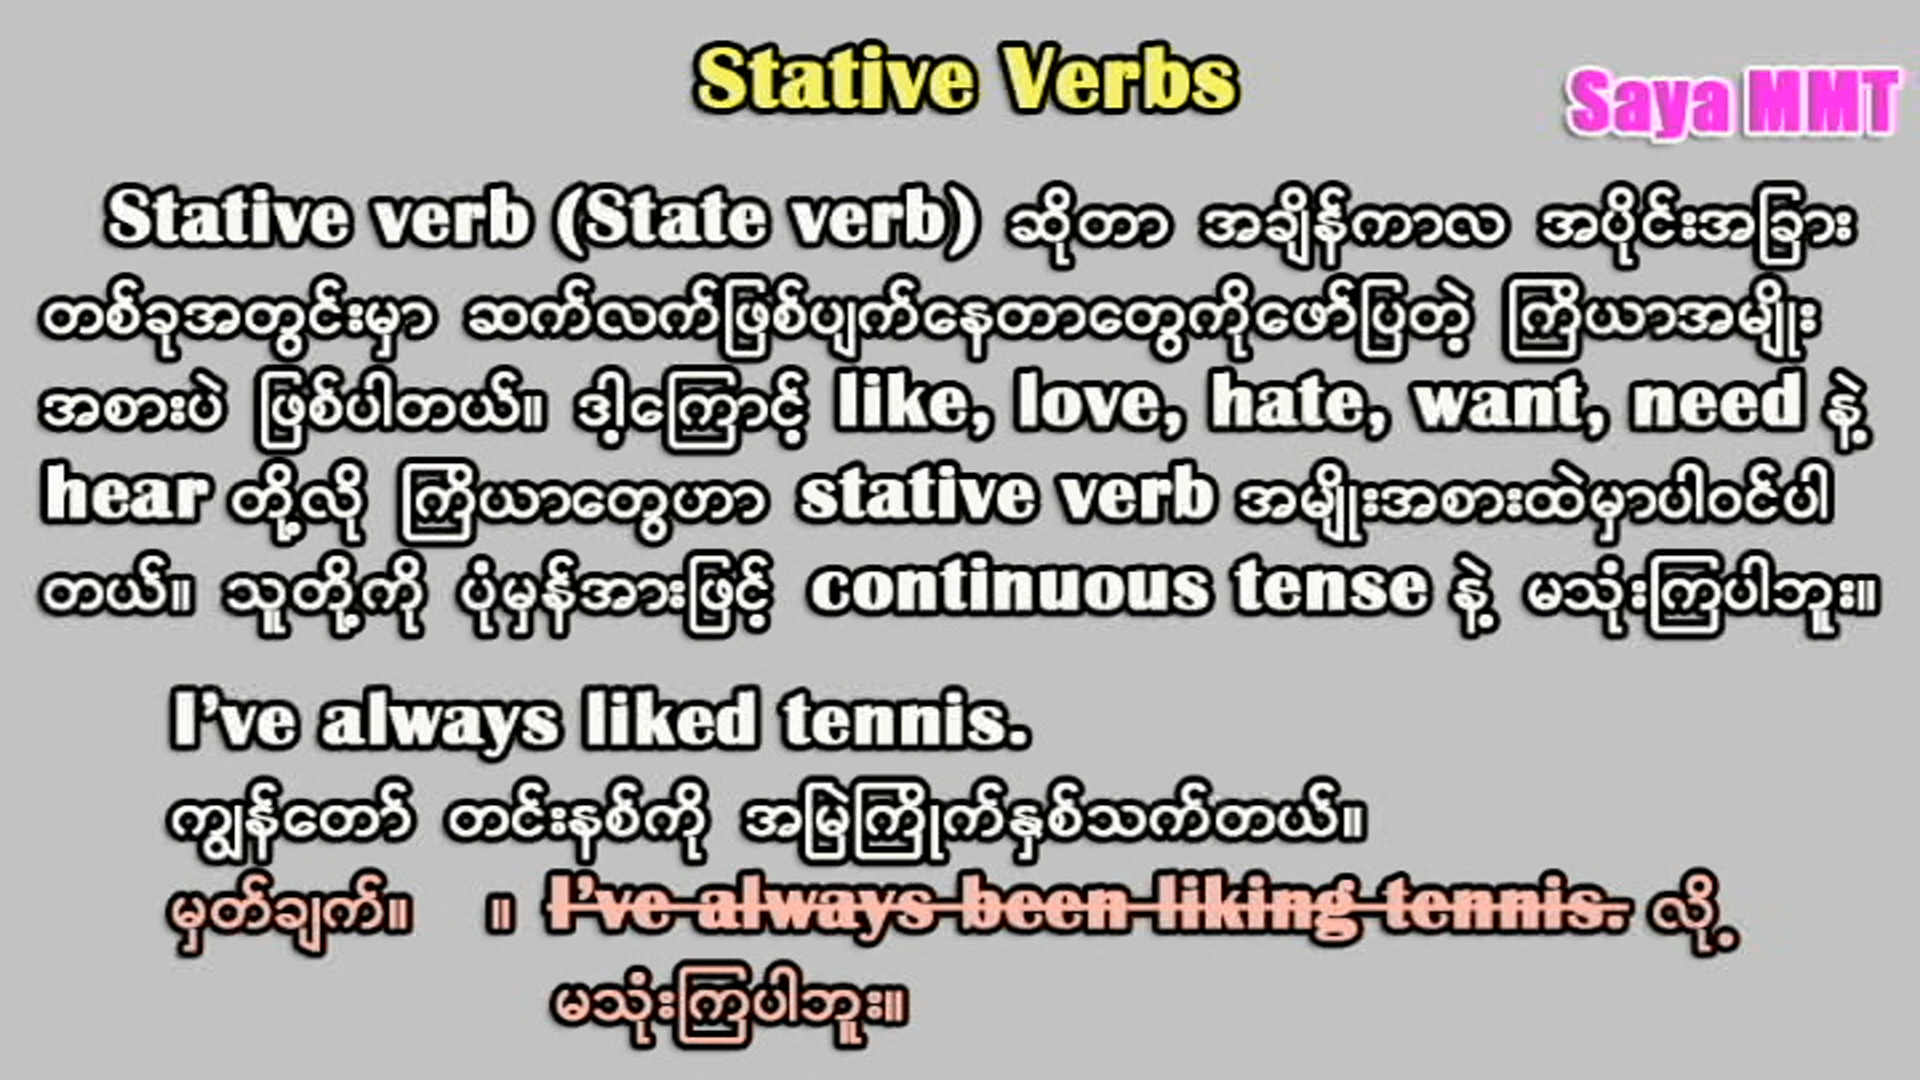 Stative Verbs
Saya MMT
Stative verb (State verb) ဆိုတာ အချိန်ကာလ အပိုင်းအခြား
တစ်ခုအတွင်းမှာ ဆက်လက်ဖြစ်ပျက်နေတာတွေကိုဖော်ပြတဲ့ ကြိယာအမျိုး
အစားပဲ ဖြစ်ပါတယ်။ ဒါ့ကြောင့် like, love, hate, want, need နဲ့
hear တို့လို ကြိယာတွေဟာ stative verb အမျိုးအစားထဲမှာပါဝင်ပါ
တယ်။ သူတို့ကို ပုံမှန်အားဖြင့် continuous tense နဲ့ မသုံးကြပါဘူး။
I've always liked tennis.
ကျွန်တော် တင်းနစ်ကို အမြဲကြိုက်နှစ်သက်တယ်။
မှတ်ချက်။ ။ I've always been liking tennis. လို့
မသုံးကြပါဘူး။